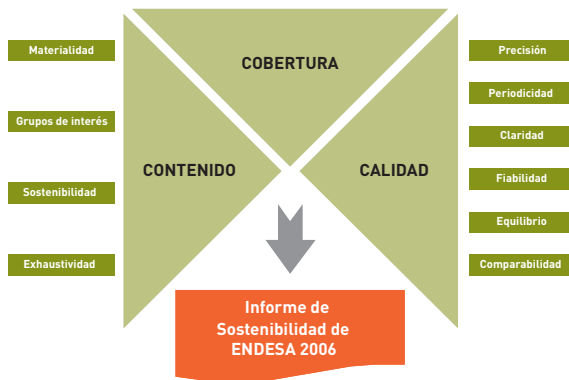 COBERTURA
CONTENIDO
CALIDAD
Materialidad
Grupos de interés
Sostenibilidad
Exhaustividad
Precisión
Periodicidad
Claridad
Fiabilidad
Equilibrio
Comparabilidad
Informe de
Sostenibilidad de
ENDESA 2006